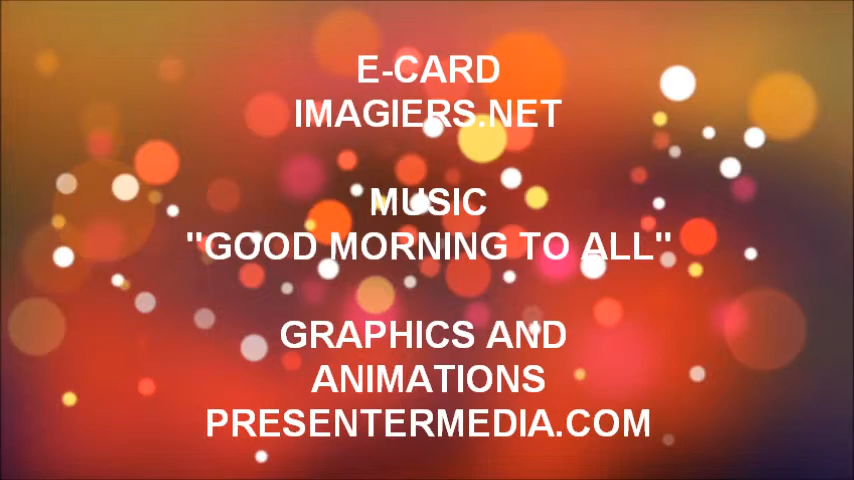 E-CARD
IMAGIERS.NET
MUSIC
"GOOD MORNING TO ALL"
GRAPHICS AND
ANIMATIONS
PRESENTERMEDIA.COM